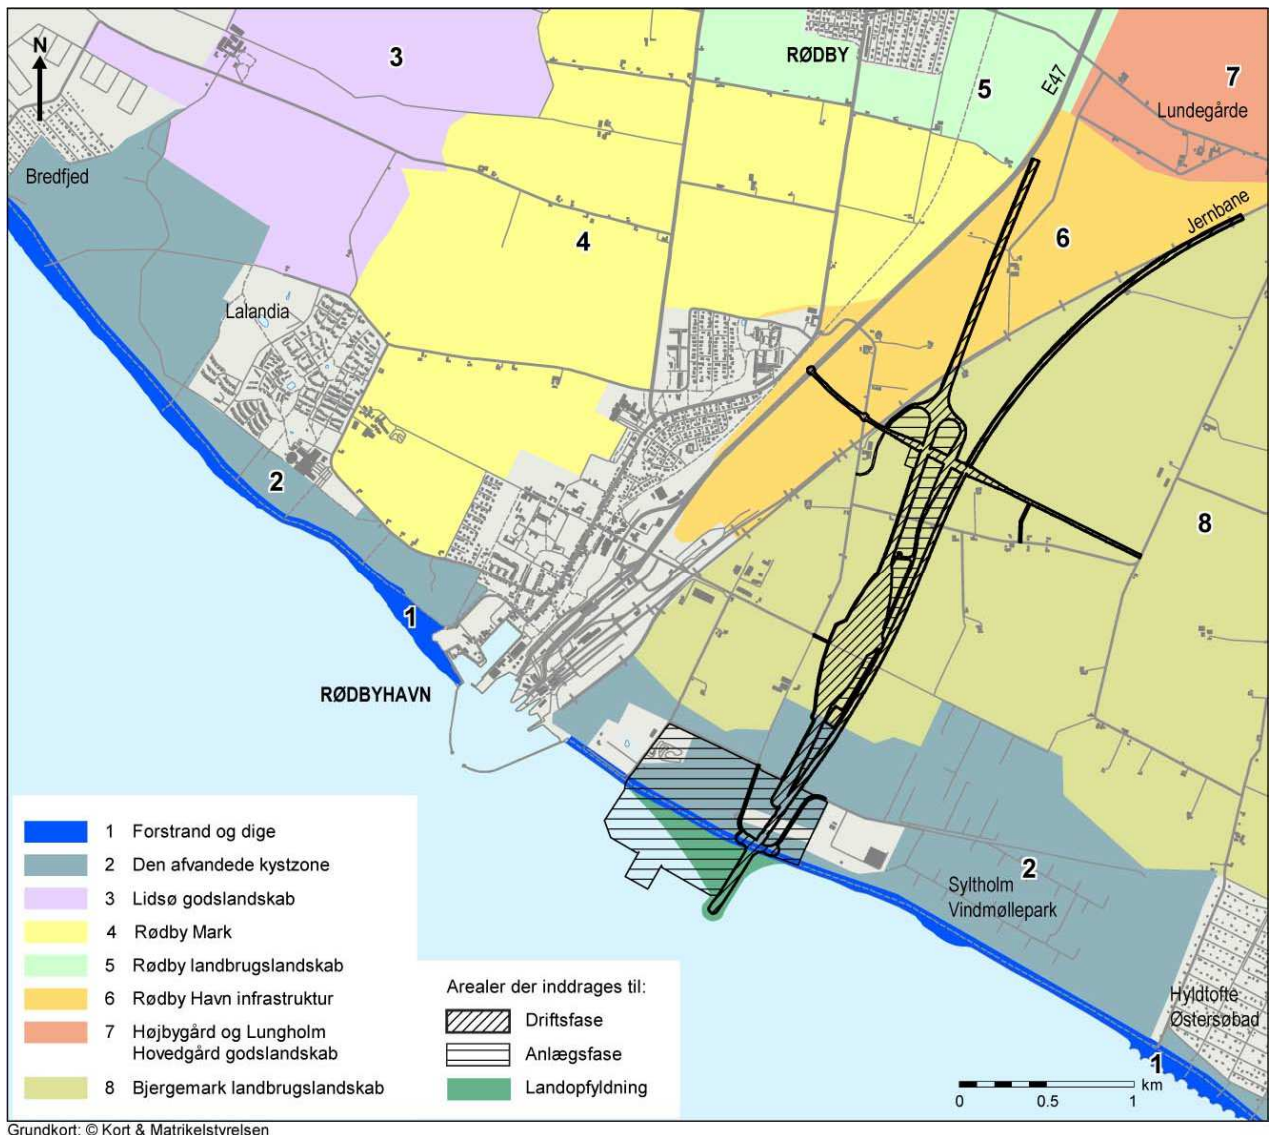 N
3
RØDBY
5
E47
7
Lundegårde
Bredfjed
4
6
Jernbane
Lalandia
2
8
1
RØDBYHAVN
2
Syltholm
Vindmøllepark
Hyldtofte
Østersøbad
1
1 Forstrand og dige
2 Den afvandede kystzone
3 Lidsø godslandskab
4 Rødby Mark
5 Rødby landbrugslandskab
6 Rødby Havn infrastruktur
7 Højbygård og Lungholm
Hovedgård godslandskab
8 Bjergemark landbrugslandskab
Arealer der inddrages til:
Driftsfase
Anlægsfase
Landopfyldning
km
0 0.5 1
Grundkort: © Kort & Matrikelstyrelsen